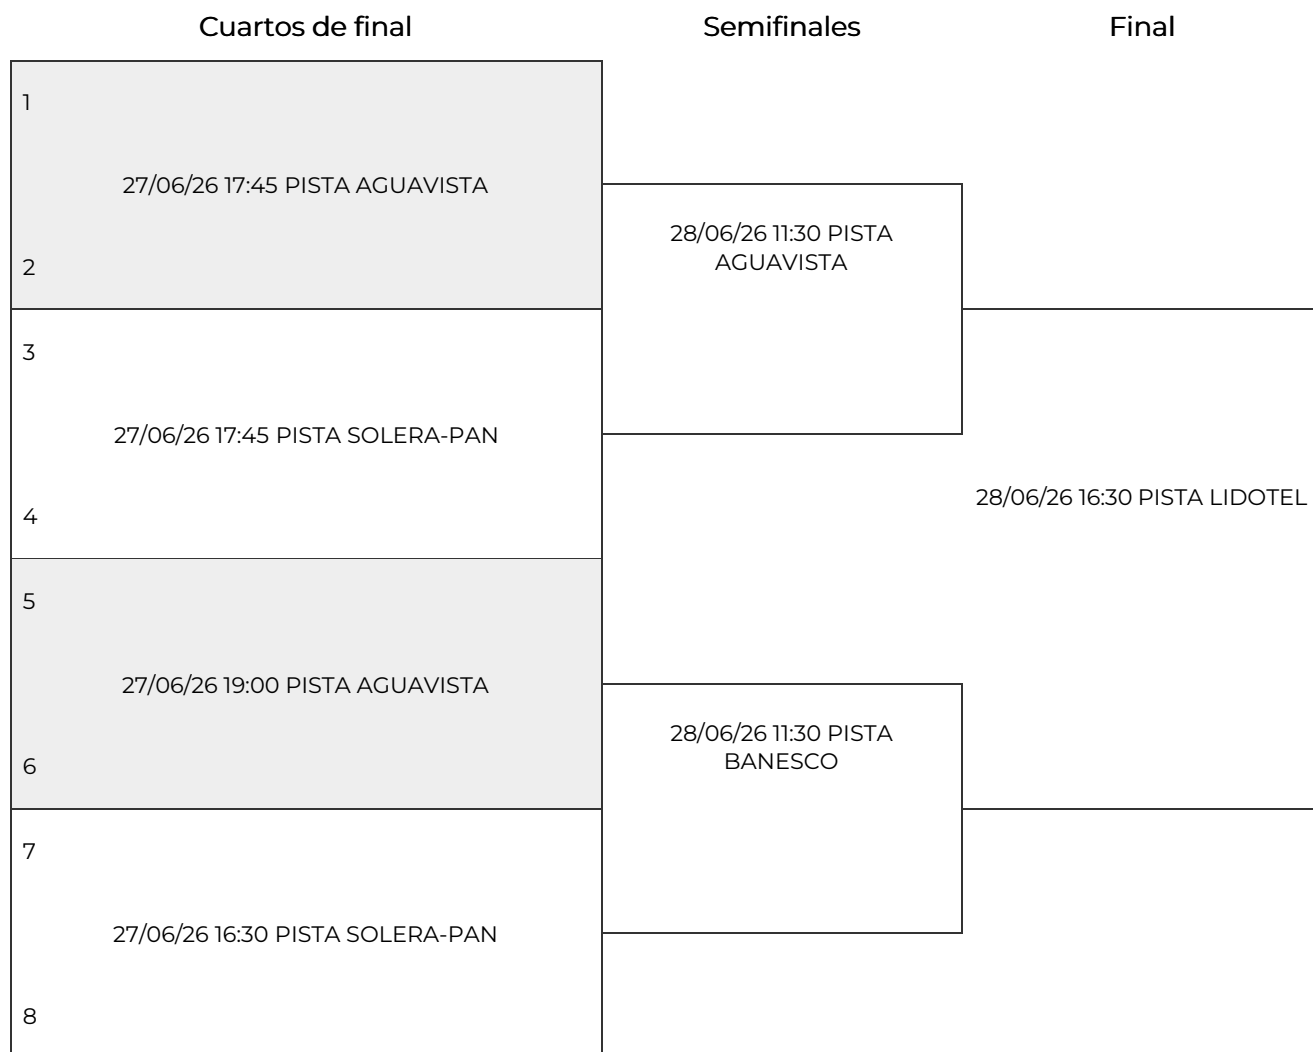 Cuartos de final
Semifinales
Final
1
27/06/26 17:45 PISTA AGUAVISTA
2
3
27/06/26 17:45 PISTA SOLERA-PAN
4
5
27/06/26 19:00 PISTA AGUAVISTA
6
7
27/06/26 16:30 PISTA SOLERA-PAN
8
28/06/26 11:30 PISTA
AGUAVISTA
28/06/26 11:30 PISTA
BANESCO
28/06/26 16:30 PISTA LIDOTEL